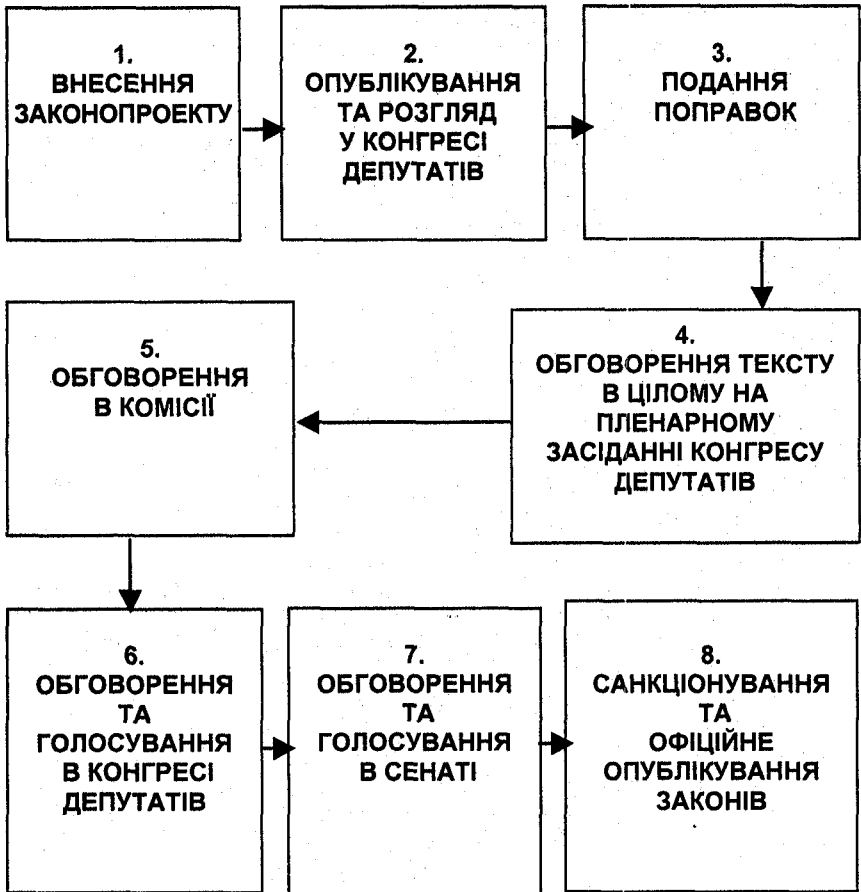 1.
ВНЕСЕННЯ
ЗАКОНОПРОЕКТУ
2.
ОПУБЛІКУВАННЯ
ТА РОЗГЛЯД
У КОНГРЕСІ
ДЕПУТАТІВ
3.
ПОДАННЯ
ПОПРАВОК
4.
ОБГОВОРЕННЯ ТЕКСТУ
В ЦІЛОМУ НА
ПЛЕНАРНОМУ
ЗАСІДАННІ КОНГРЕСУ
ДЕПУТАТІВ
5.
ОБГОВОРЕННЯ
В КОМІСІЇ
6.
ОБГОВОРЕННЯ
ТА
ГОЛОСУВАННЯ
В КОНГРЕСІ
ДЕПУТАТІВ
7.
ОБГОВОРЕННЯ
ТА
ГОЛОСУВАННЯ
В СЕНАТІ
8.
САНКЦІОНУВАННЯ
ТА
ОФІЦІЙНЕ
ОПУБЛІКУВАННЯ
ЗАКОНІВ